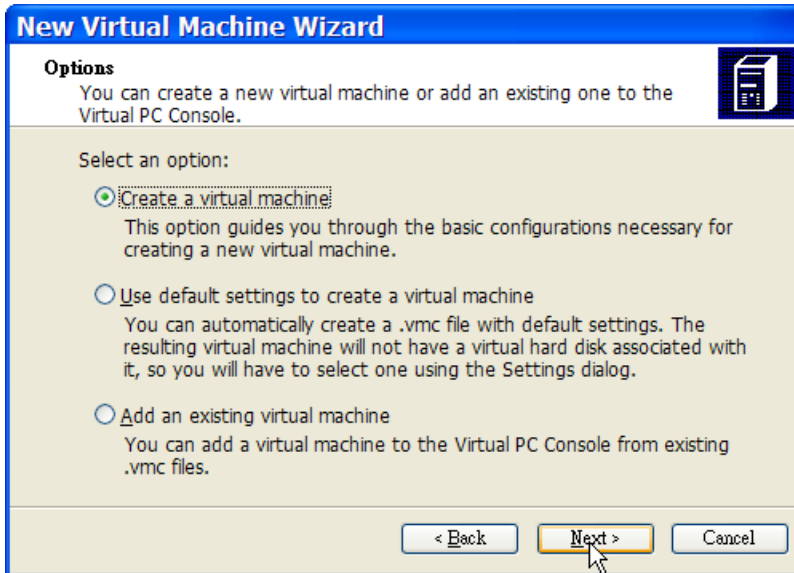 New Virtual Machine Wizard
Options
You can create a new virtual machine or add an existing one to the
Virtual PC Console.
Select an option:
Create a virtual machine
This option guides you through the basic configurations necessary for
creating a new virtual machine.
Use default settings to create a virtual machine
You can automatically create a .vmc file with default settings. The
resulting virtual machine will not have a virtual hard disk associated with
it, so you will have to select one using the Settings dialog.
Add an existing virtual machine
You can add a virtual machine to the Virtual PC Console from existing
.vmc files.
< Back Next > Cancel